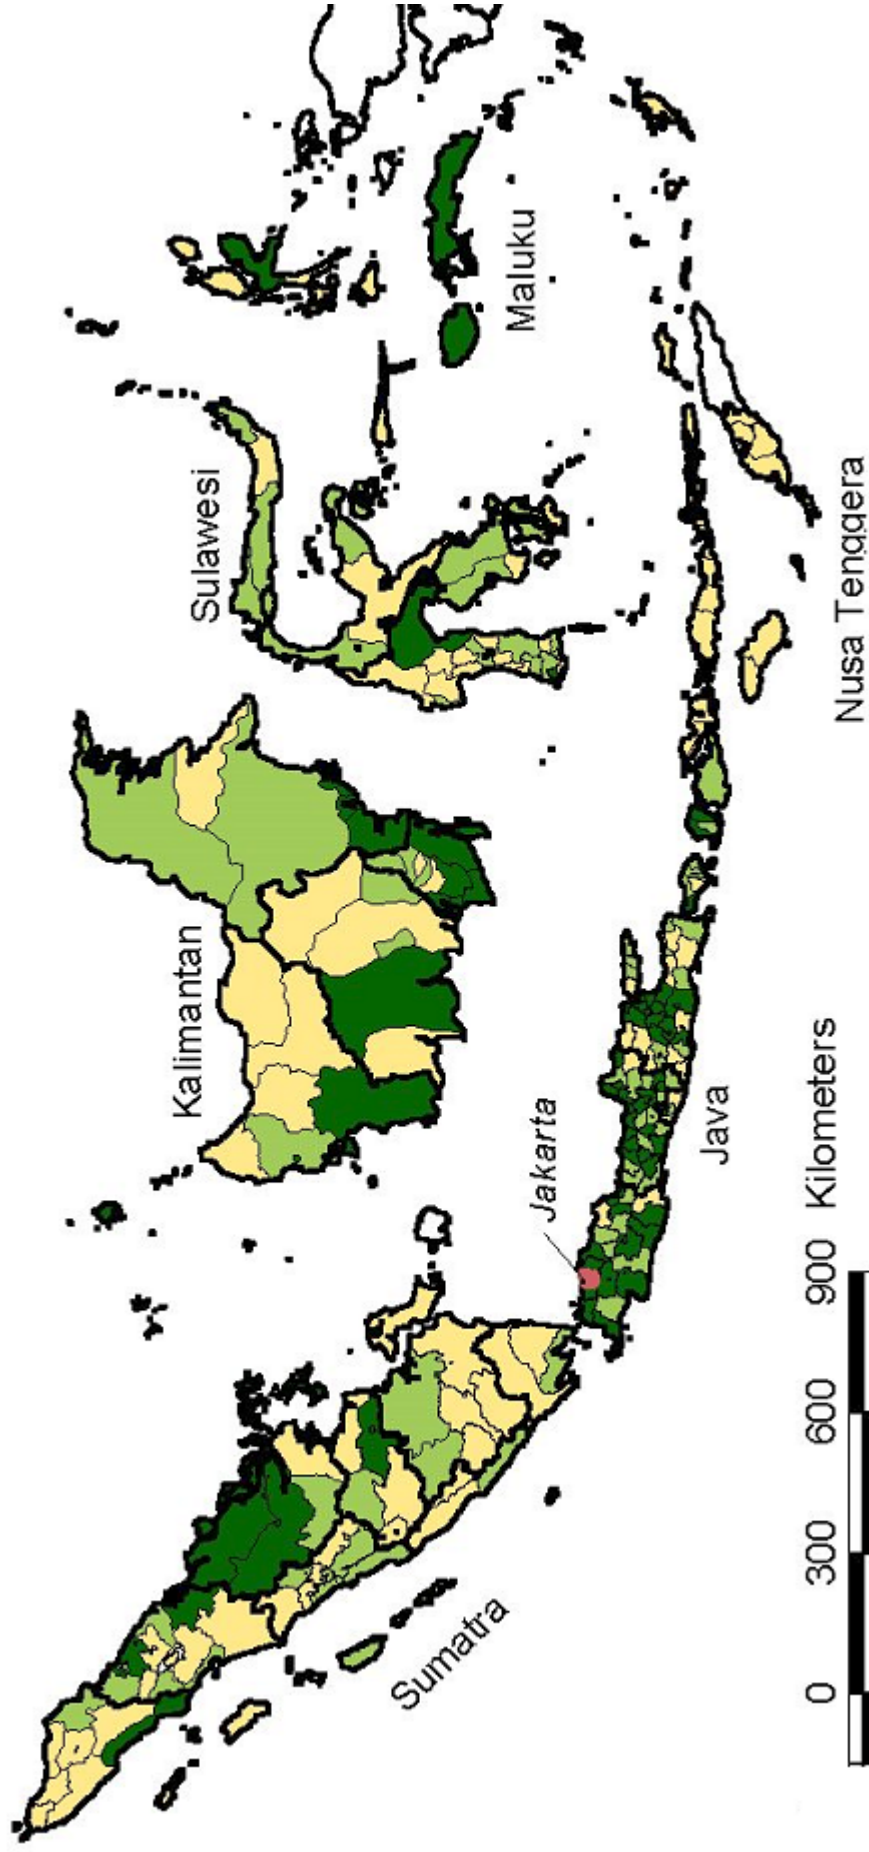 Sulawesi
Kalimantan
Maluku
Jakarta
Sumatra
Java
Nusa Tenggera
0 300 600 900 Kilometers